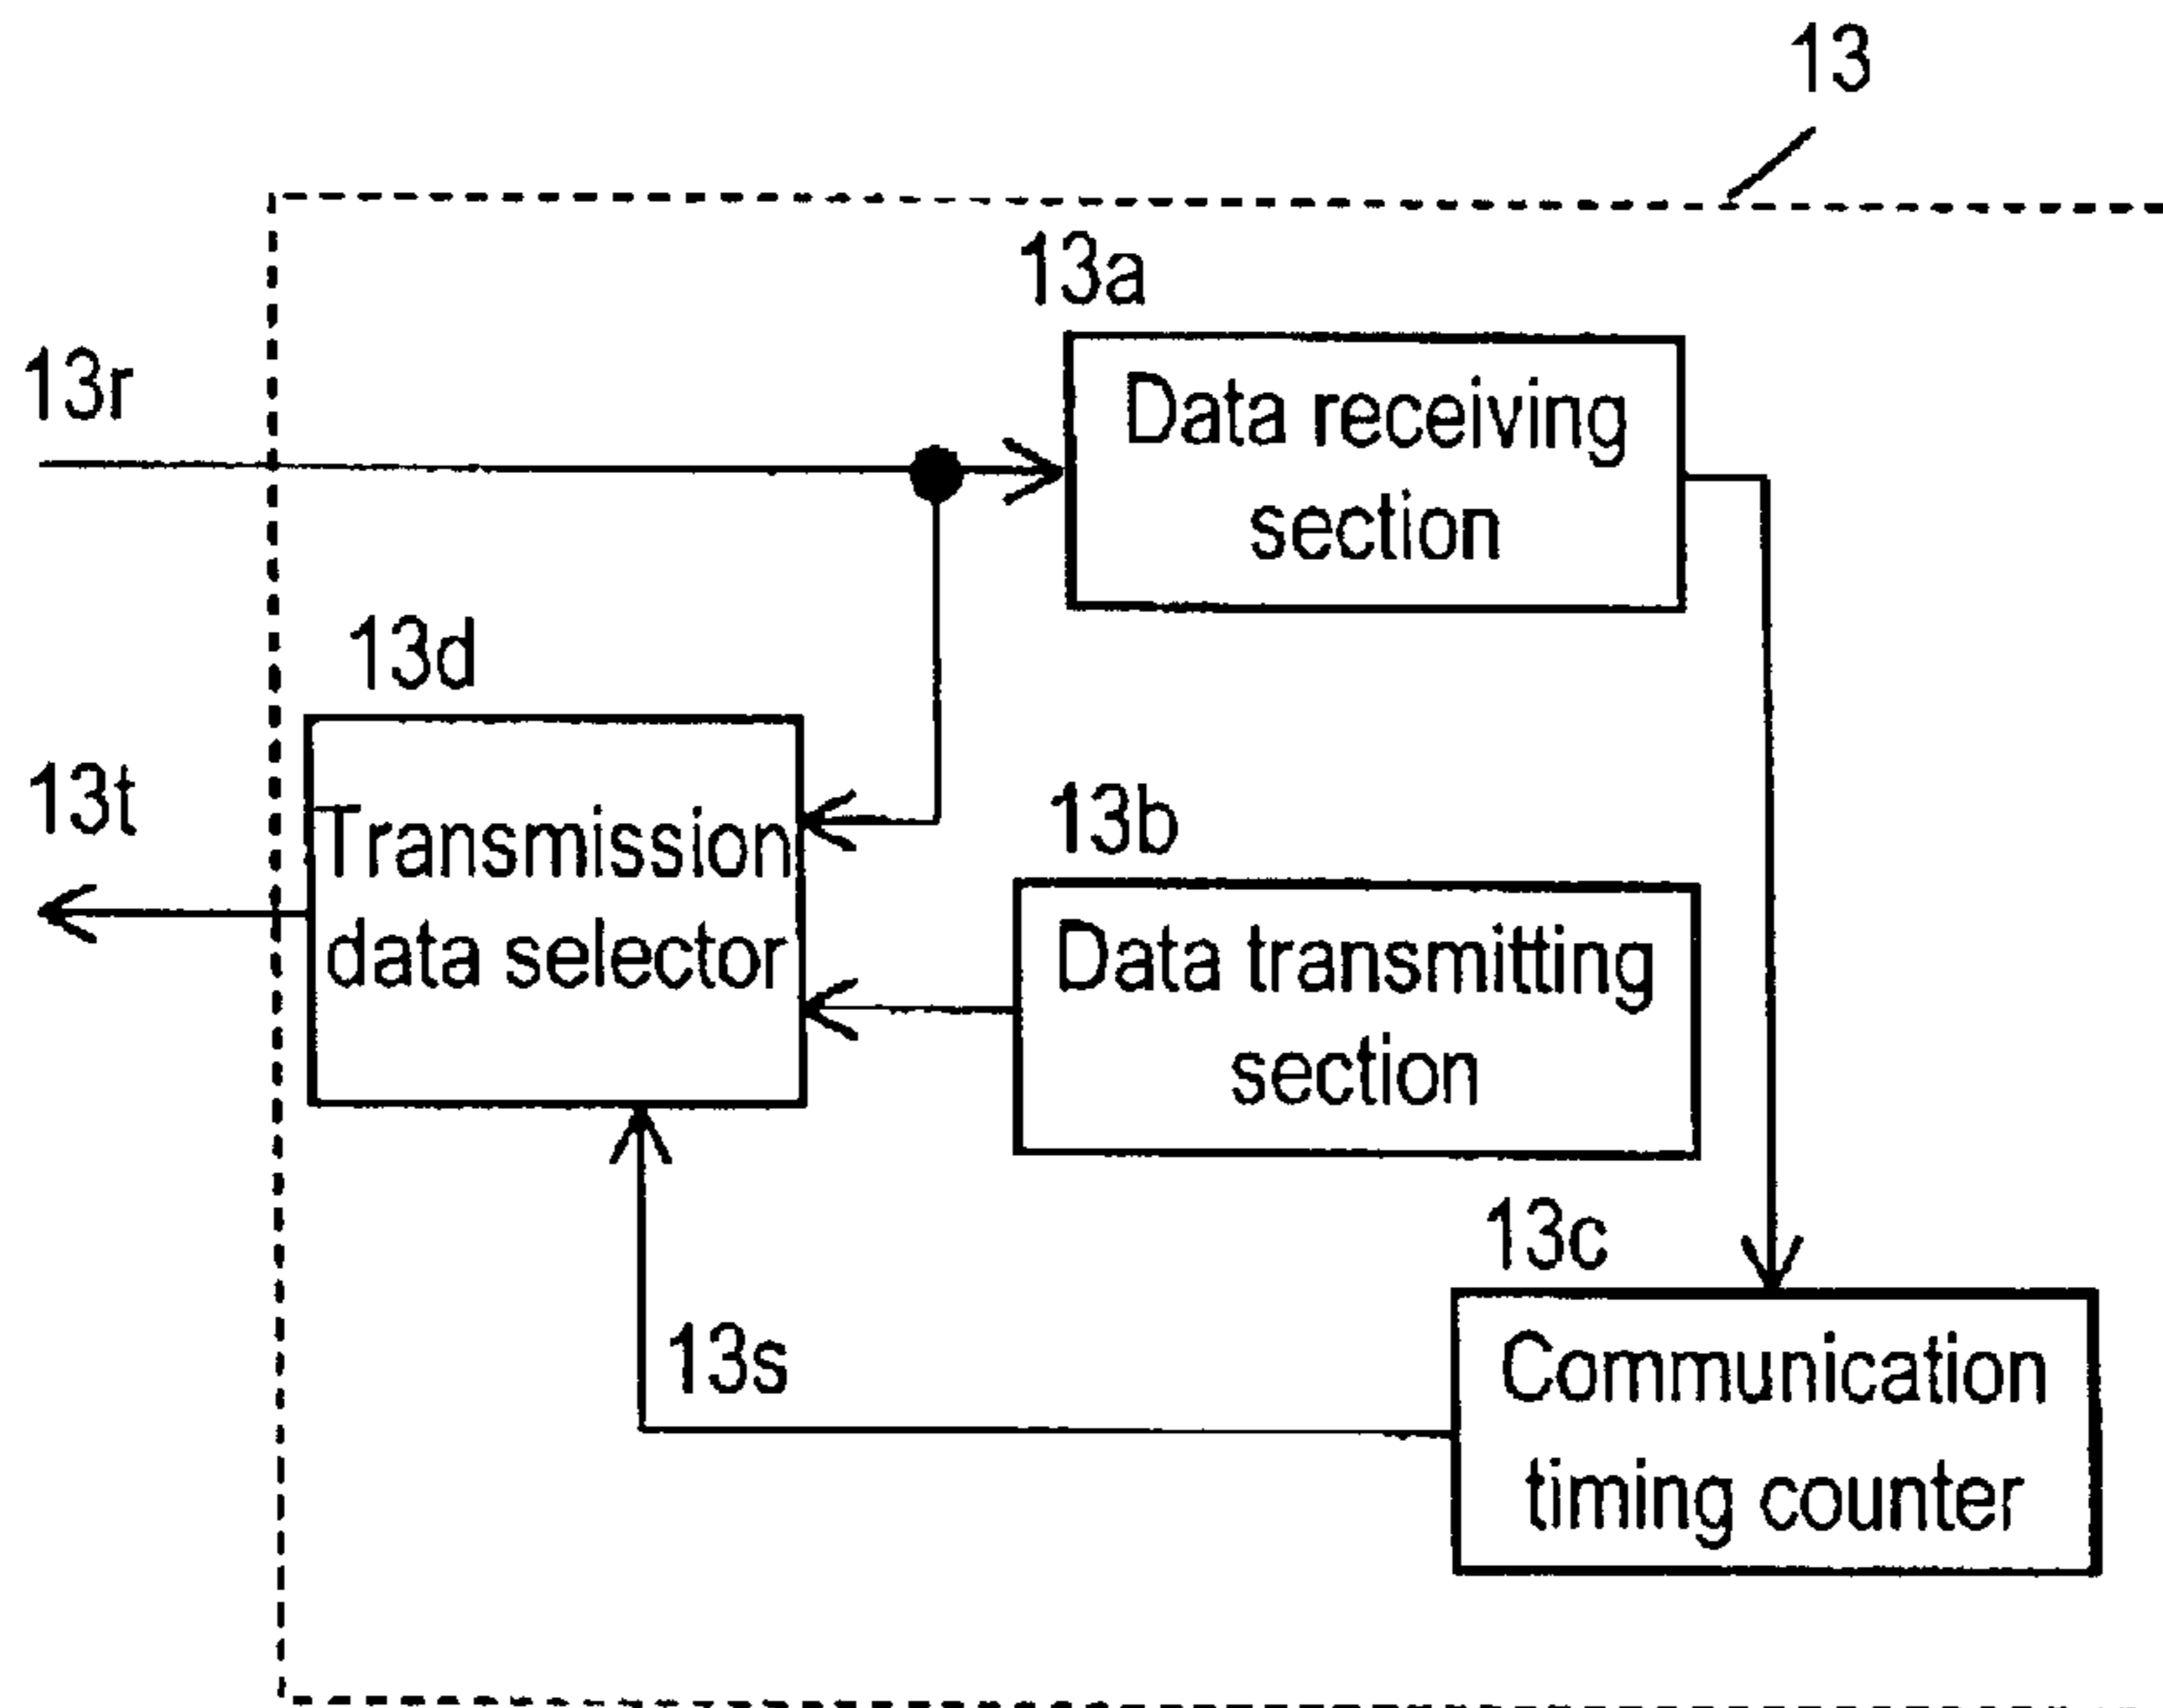 13
13a
13r
Data receiving
section
13d
13t
Transmission
data selector
13b
Data transmitting
section
13c
13s
Communication
timing counter